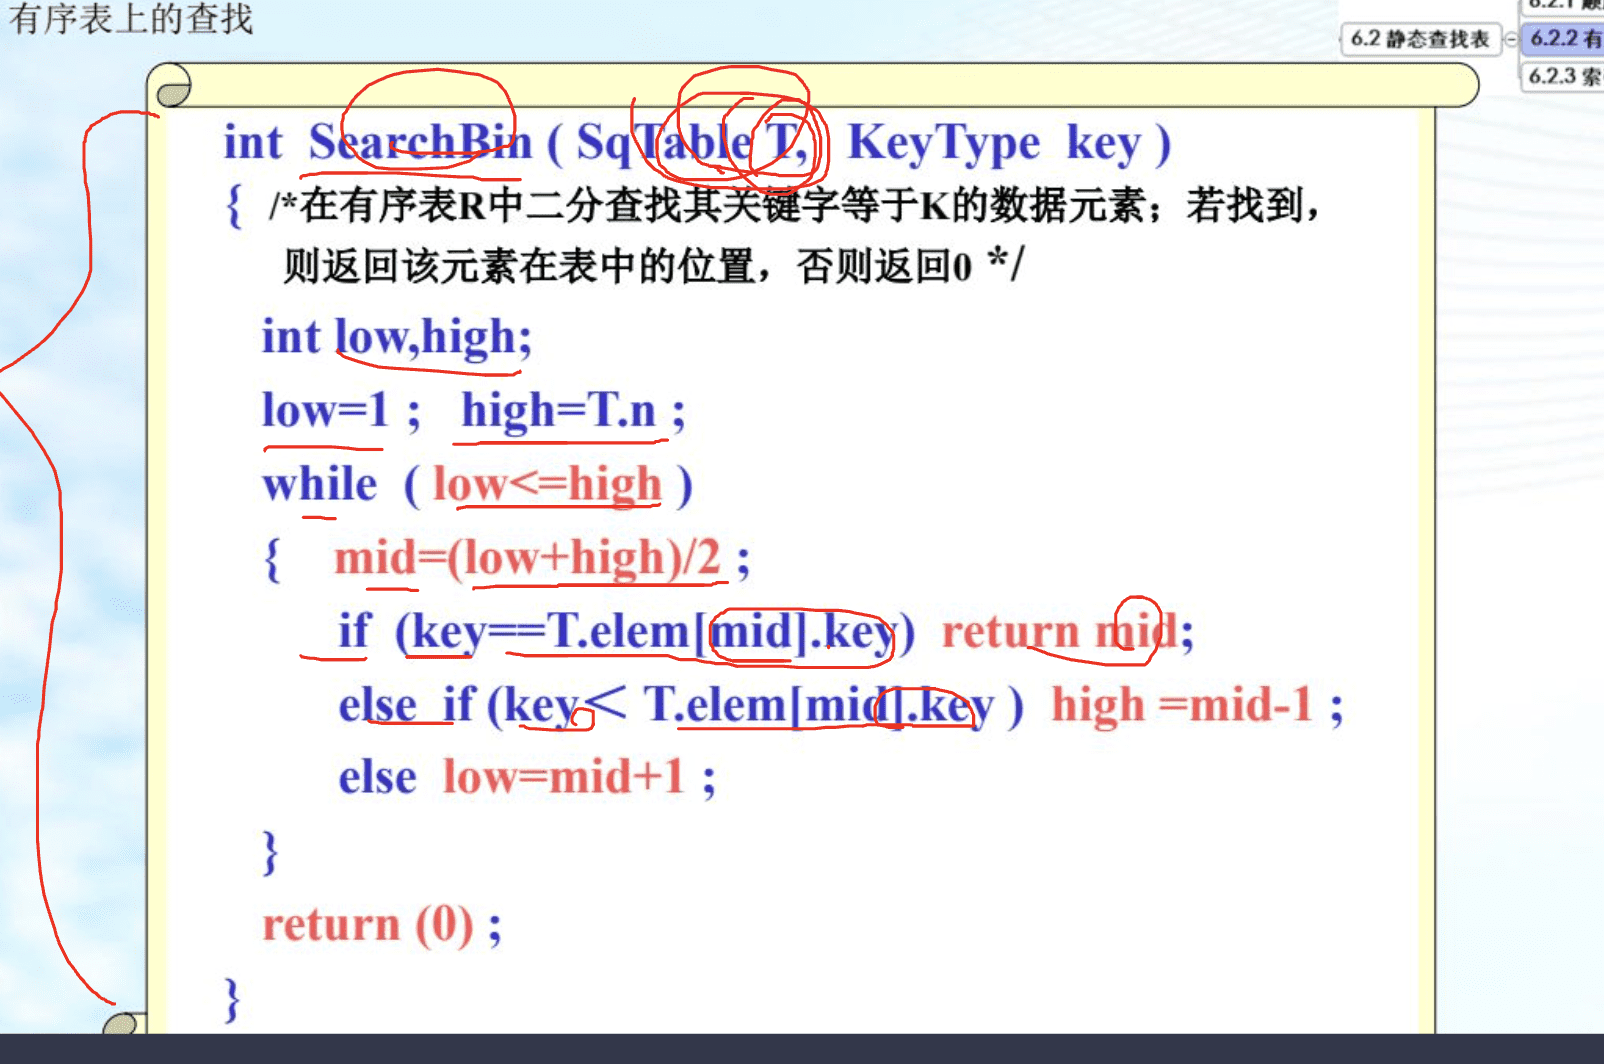 有序表上的查找
6.2 静态查找表
6.2.2 有
6.2.3 索
int SearchBin ( SqTable T, KeyType key )
{ /*在有序表R中二分查找其关键字等于K的数据元素；若找到，
则返回该元素在表中的位置，否则返回0 */
int low,high;
low=1 ; high=T.n ;
while ( low<=high )
{ mid=(low+high)/2 ;
if (key==T.elem[mid].key) return mid;
else if (key< T.elem[mid].key ) high =mid-1 ;
else low=mid+1 ;
}
return (0) ;
}